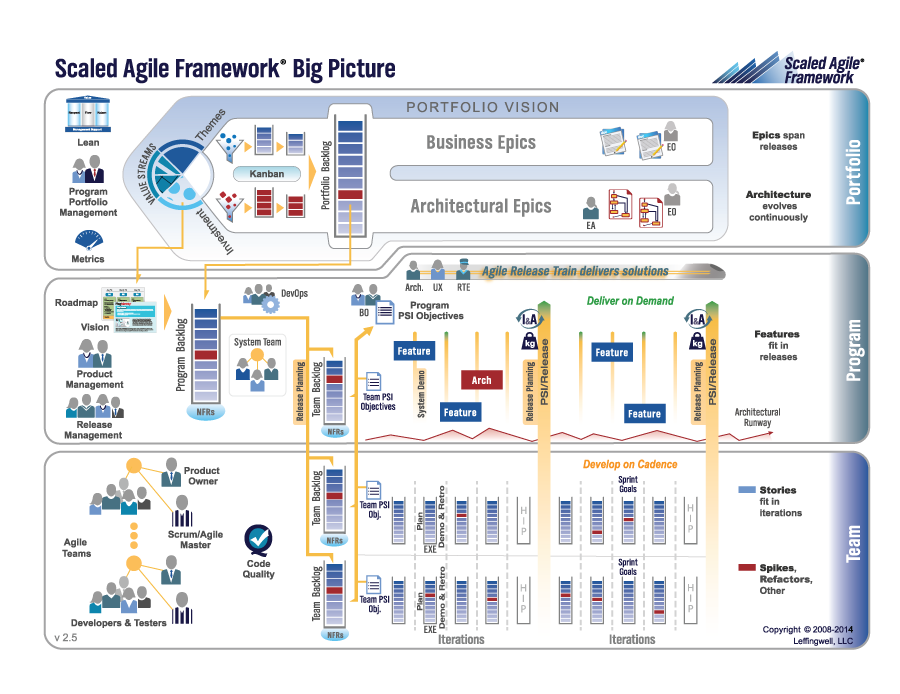 Scaled Agile Framework® Big Picture
Scaled Agile®
Framework
PORTFOLIO VISION
Lean
Program
Portfolio
Management
Metrics
VALUE STREAMS
Themes
Investment
Kanban
Portfolio Backlog
Business Epics
EO
Architectural Epics
EA
EO
Epics span
releases
Architecture
evolves
continuously
Portfolio
Roadmap
Vision
Product
Management
Release
Management
Program Backlog
NFRs
DevOps
System Team
Release Planning
Team Backlog
NFRs
BO
Program
PSI Objectives
Team PSI
Objectives
Arch.
UX
RTE
Agile Release Train delivers solutions
Deliver on Demand
Feature
System Demo
Arch
Feature
I&A
kg
Release Planning
PSI/Release
Feature
Feature
I&A
kg
Release Planning
PSI/Release
Architectural
Runway
Features
fit in
releases
Program
Develop on Cadence
Product
Owner
Scrum/Agile
Master
Agile
Teams
Developers & Testers
Code
Quality
Team Backlog
NFRs
Team PSI
Obj.
Plan
EXE
Demo & Retro
HIP
Sprint
Goals
HIP
Team Backlog
NFRs
Team PSI
Obj.
Plan
EXE
Demo & Retro
HIP
Sprint
Goals
HIP
Iterations
Iterations
Stories
fit in
iterations
Spikes,
Refactors,
Other
Team
v 2.5
Copyright © 2008-2014
Leffingwell, LLC